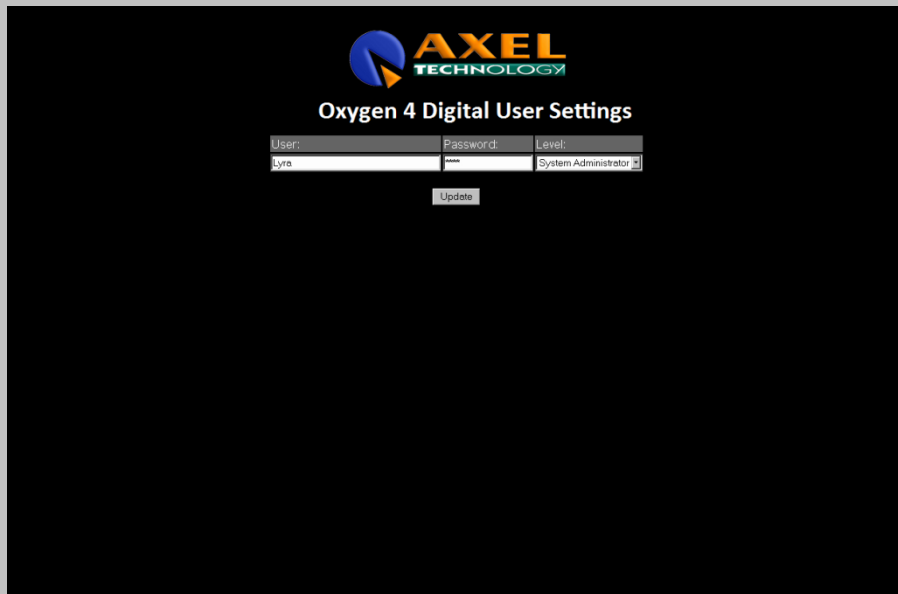 AXEL
TECHNOLOGY
Oxygen 4 Digital User Settings
User: Password: Level:
Lyra **** System Administrator
Update